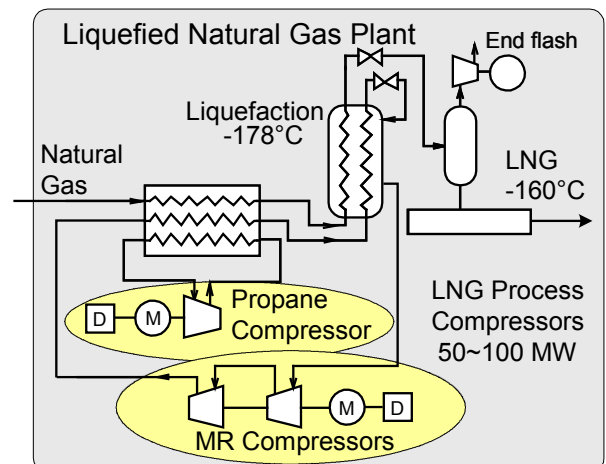 Liquefied Natural Gas Plant
End flash
Liquefaction
-178°C
Natural
Gas
LNG
-160°C
Propane
Compressor
D
M
LNG Process
Compressors
50~100 MW
M
D
MR Compressors